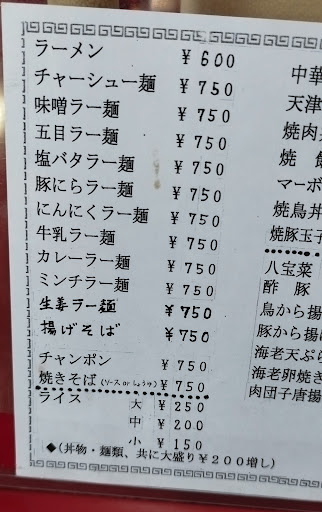 ラーメン ￥600
チャーシュー麺 ￥750
味噌ラー麺 ￥750
五目ラー麺 ￥750
塩バタラー麺 ￥750
豚にらラー麺 ￥750
にんにくラー麺 ￥750
牛乳ラー麺 ￥750
カレーラー麺 ￥750
ミンチラー麺 ￥750
生姜ラー麺 ￥750
揚げそば ￥750
チャンポン ￥750
焼きそば (ソース or しょうゆ) ￥750
ライス 大 ￥250
中 ￥200
小 ￥150
◆(丼物・麺類、共に大盛り￥200増し)
中華
天津
焼肉
焼
マーボ
焼鳥丼
焼豚玉子
八宝菜
酢豚
鳥から揚
豚から揚
海老天ぷら
海老卵焼き
肉団子唐揚